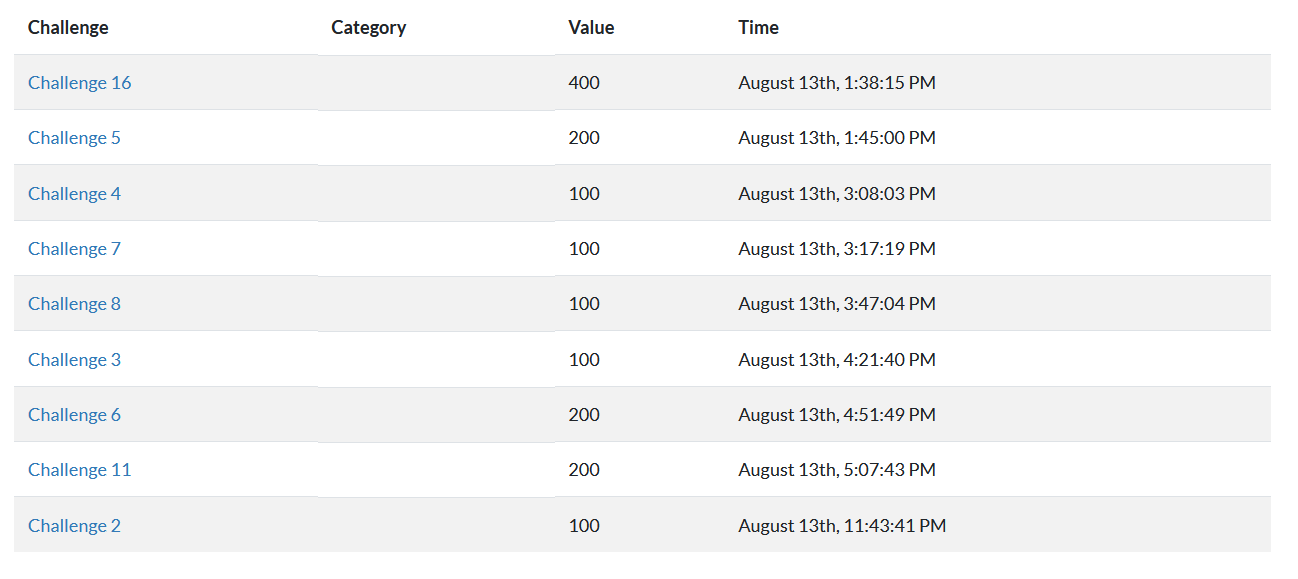 Challenge Category Value Time
Challenge 16 400 August 13th, 1:38:15 PM
Challenge 5 200 August 13th, 1:45:00 PM
Challenge 4 100 August 13th, 3:08:03 PM
Challenge 7 100 August 13th, 3:17:19 PM
Challenge 8 100 August 13th, 3:47:04 PM
Challenge 3 100 August 13th, 4:21:40 PM
Challenge 6 200 August 13th, 4:51:49 PM
Challenge 11 200 August 13th, 5:07:43 PM
Challenge 2 100 August 13th, 11:43:41 PM